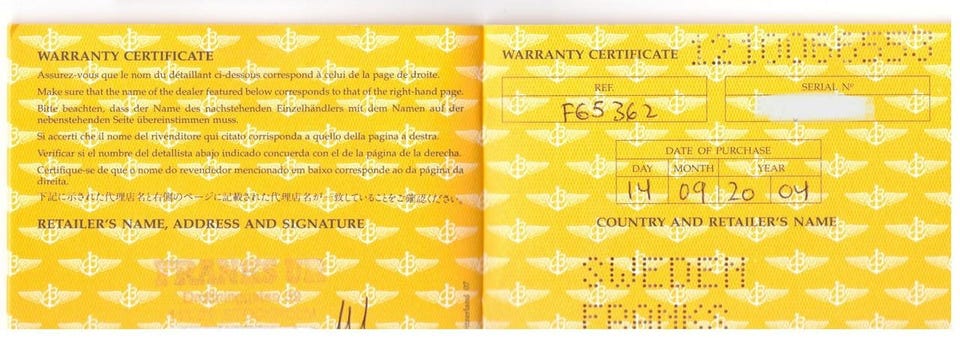 WARRANTY CERTIFICATE
Assurez-vous que le nom du détaillant ci-dessous correspond à celui de la page de droite.
Make sure that the name of the dealer featured below corresponds to that of the right-hand page.
Bitte beachten, dass der Name des nachstehenden Einzelhändlers mit dem Namen auf der
nebenstehenden Seite übereinstimmen muss.
Si accerti che il nome del rivenditore qui citato corrisponda a quello della pagina a destra.
Verificar si el nombre del detallista abajo indicado concuerda con el de la página de la derecha.
Certifique-se de que o nome do revendedor mencionado em baixo corresponde ao da página da
direita.
下記に示された代理店名と右側のページに記載された代理店名が一致していることをご確認ください。
RETAILER'S NAME, ADDRESS AND SIGNATURE
FRANKS UR
WARRANTY CERTIFICATE
REF.
SERIAL Nº
F65362
DATE OF PURCHASE
DAY MONTH YEAR
14 09 20 04
COUNTRY AND RETAILER'S NAME
SWEDEN
FRANKS